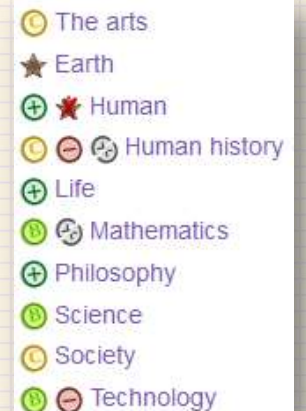 C The arts
Earth
Human
C Human history
Life
B Mathematics
Philosophy
B Science
C Society
B Technology